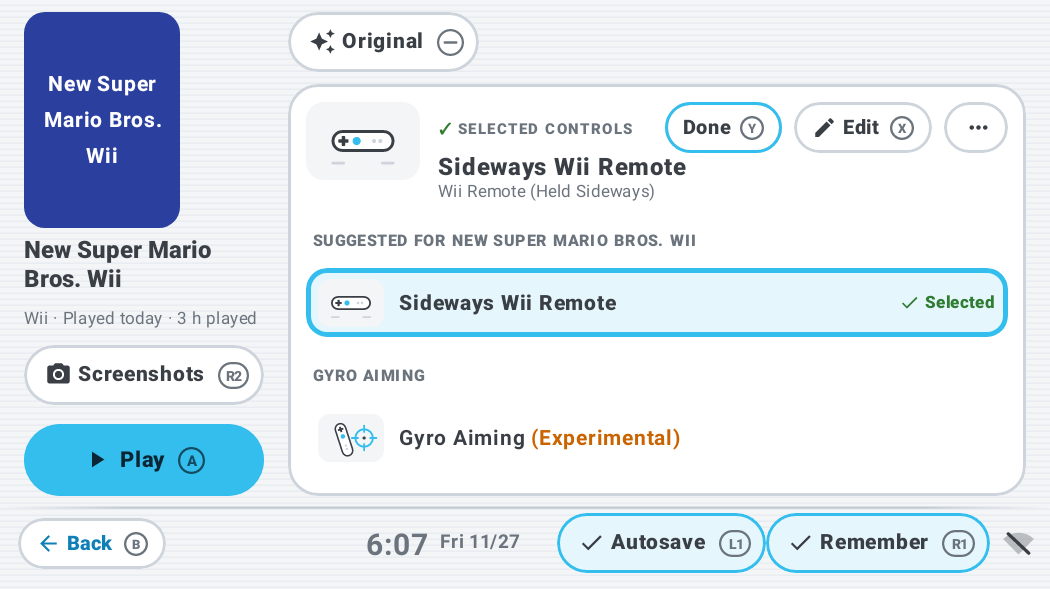 New Super
Mario Bros.
Wii
New Super Mario
Bros. Wii
Wii · Played today · 3 h played
Screenshots R2
Play A
Original
✓ SELECTED CONTROLS
Sideways Wii Remote
Wii Remote (Held Sideways)
Done Y
Edit X
SUGGESTED FOR NEW SUPER MARIO BROS. WII
Sideways Wii Remote
Selected
GYRO AIMING
Gyro Aiming (Experimental)
Back B
6:07 Fri 11/27
Autosave L1
Remember R1